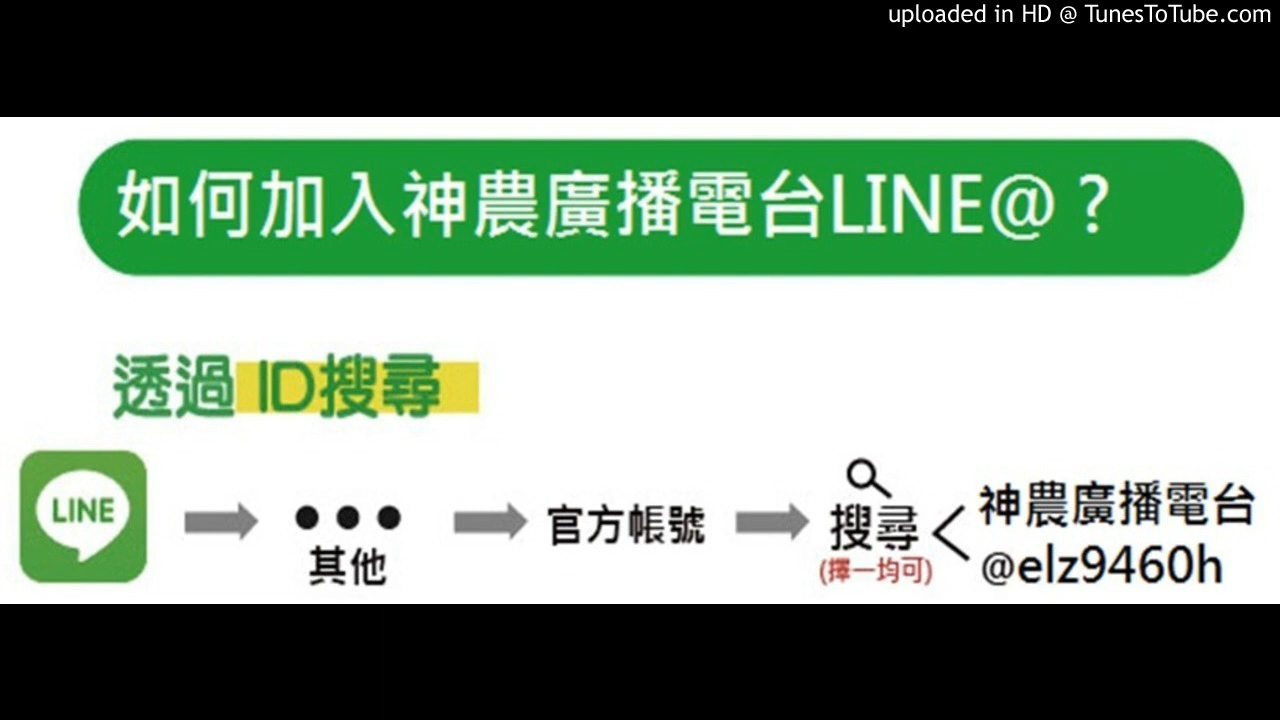 uploaded in HD @ TunesToTube.com
如何加入神農廣播電台LINE@？
透過 ID搜尋
LINE
其他
官方帳號
搜尋
(擇一均可)
神農廣播電台
@elz9460h